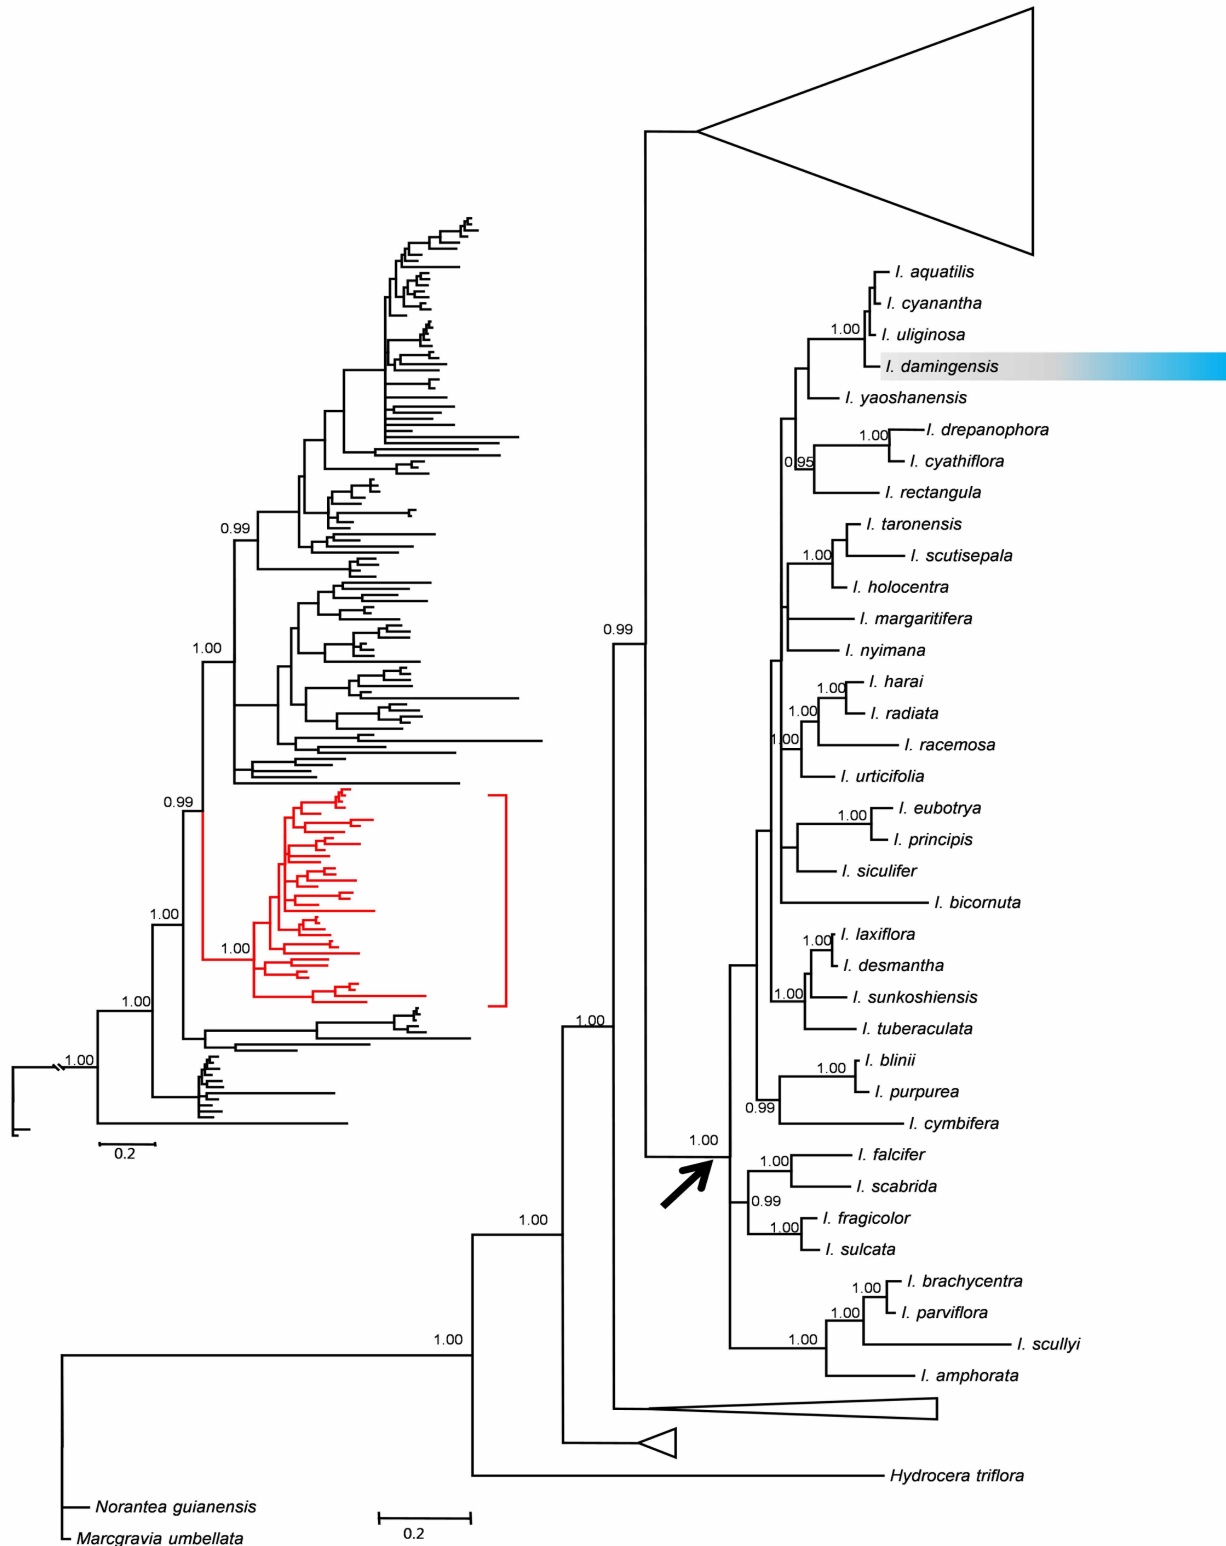 I. aquatilis
I. cyanantha
1.00
I. uliginosa
I. damingensis
I. yaoshanensis
1.00
I. drepanophora
0.95
I. cyathiflora
I. rectangula
0.99
I. taronensis
1.00
I. scutisepala
I. holocentra
I. margaritifera
0.99
1.00
I. nyimana
1.00
I. harai
1.00
I. radiata
1.00
I. racemosa
I. urticifolia
0.99
I. eubotrya
1.00
I. principis
I. siculifer
I. bicornuta
1.00
1.00
I. laxiflora
1.00
I. desmantha
1.00
I. sunkoshiensis
1.00
1.00
I. tuberaculata
1.00
1.00
I. blinii
I. purpurea
0.99
I. cymbifera
0.2
1.00
1.00
I. falcifer
I. scabrida
0.99
1.00
1.00
I. fragicolor
I. sulcata
1.00
I. brachycentra
1.00
I. parviflora
1.00
1.00
I. scullyi
I. amphorata
Hydrocera triflora
Norantea guianensis
0.2
Marcgravia umbellata